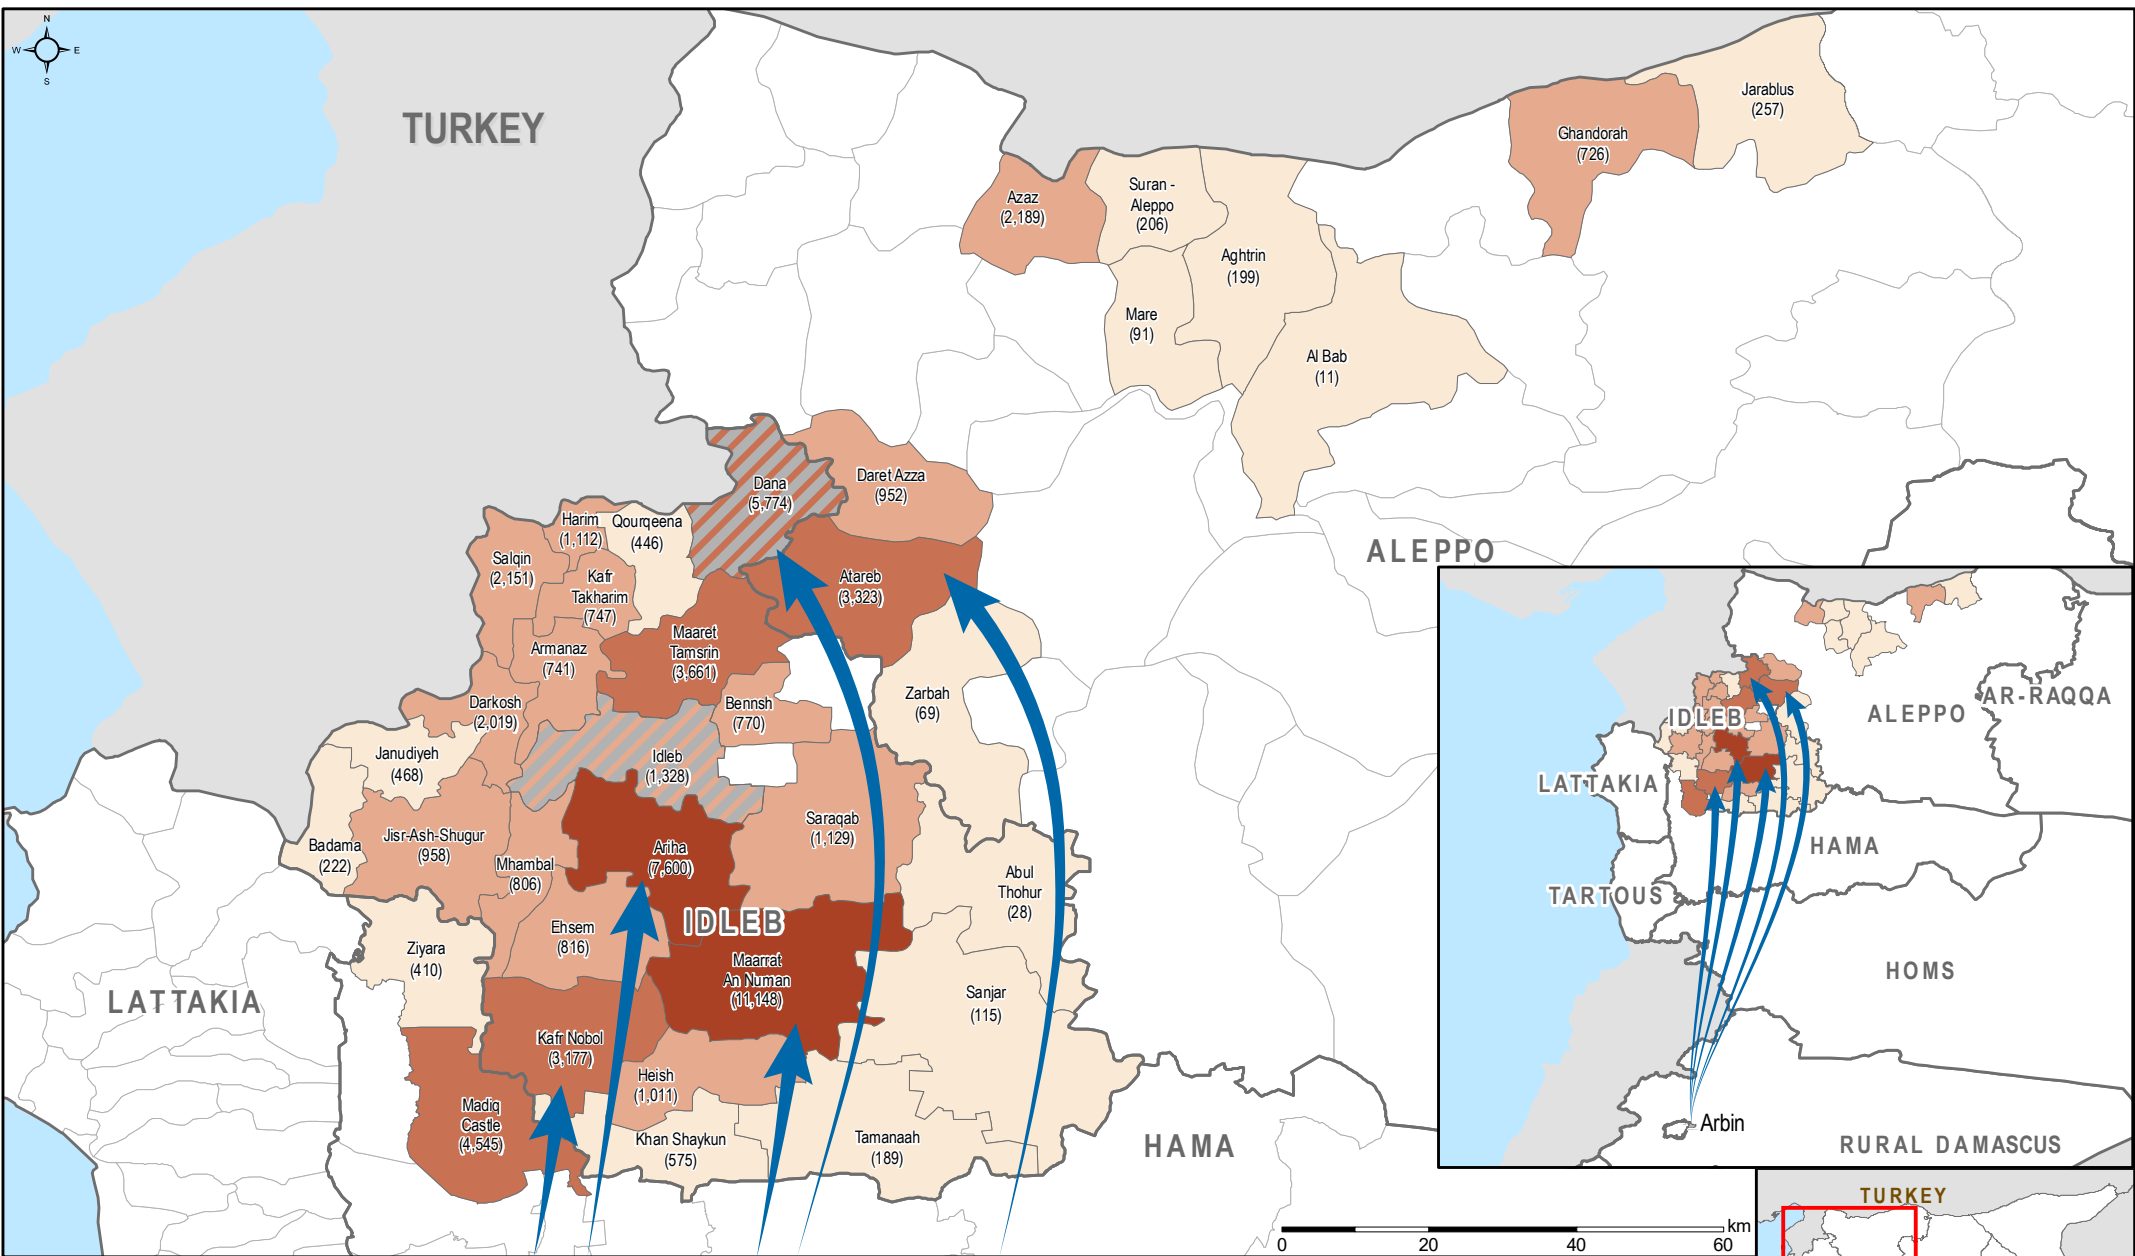 N
W
E
S
TURKEY
Jarablus
(257)
Ghandorah
(726)
Azaz
(2,189)
Suran -
Aleppo
(206)
Aghtrin
(199)
Mare
(91)
Al Bab
(11)
Dana
(5,774)
Daret Azza
(952)
Harim
(1,112)
Qourqeena
(446)
Salqin
(2,151)
Kafr
Takharim
(747)
Atareb
(3,323)
ALEPPO
Maaret
Tamsrin
(3,661)
Armanaz
(741)
Darkosh
(2,019)
Bennsh
(770)
Zarbah
(69)
Janudiyeh
(468)
Idleb
(1,328)
Badama
(222)
Jisr-Ash-Shugur
(958)
Mhambal
(806)
Ariha
(7,600)
Saraqab
(1,129)
Abul
Thohur
(28)
IDLEB
Ehsem
(816)
Ziyara
(410)
Maarrat
An Numan
(11,148)
Sanjar
(115)
LATTAKIA
Kafr Nobol
(3,177)
Heish
(1,011)
Madiq
Castle
(4,545)
Khan Shaykun
(575)
Tamanaah
(189)
HAMA
km
0
20
40
60
IDLEB
ALEPPO
AR-RAQQA
LATTAKIA
HAMA
TARTOUS
HOMS
Arbin
RURAL DAMASCUS
TURKEY